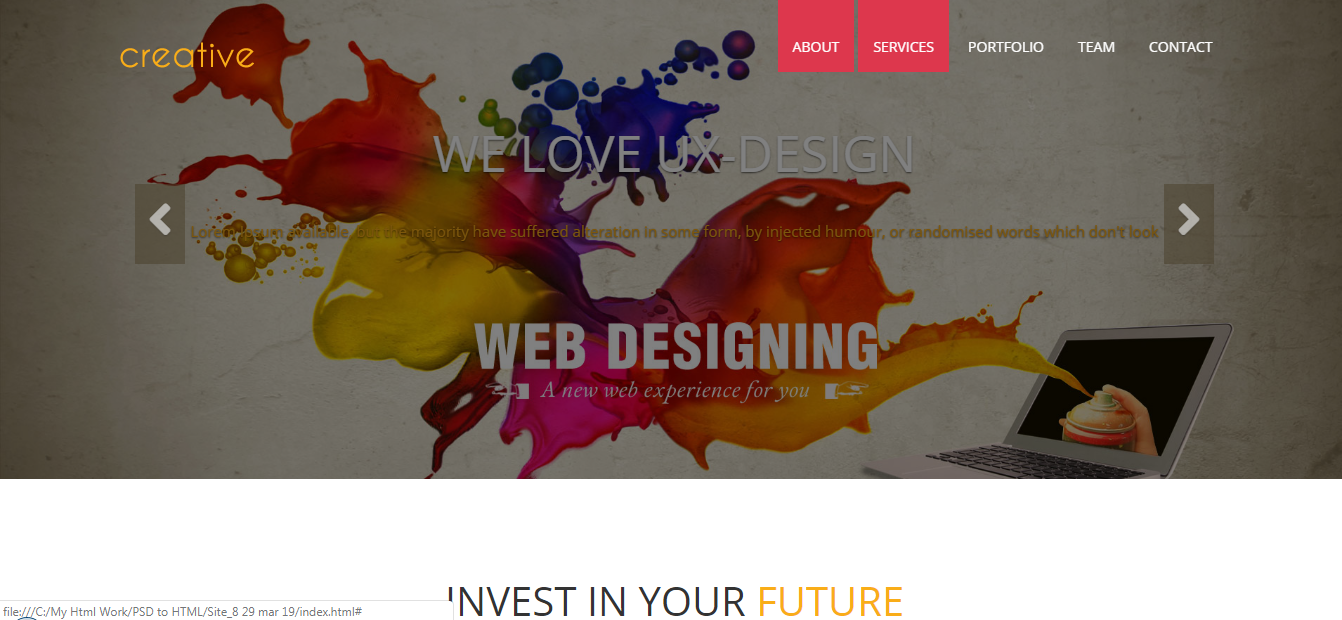 creative
ABOUT SERVICES PORTFOLIO TEAM CONTACT
WE LOVE UX-DESIGN
Lorem Ipsum available, but the majority have suffered alteration in some form, by injected humour, or randomised words which don't look
WEB DESIGNING
A new web experience for you
INVEST IN YOUR FUTURE
file:///C:/My Html Work/PSD to HTML/Site_8 29 mar 19/index.html#